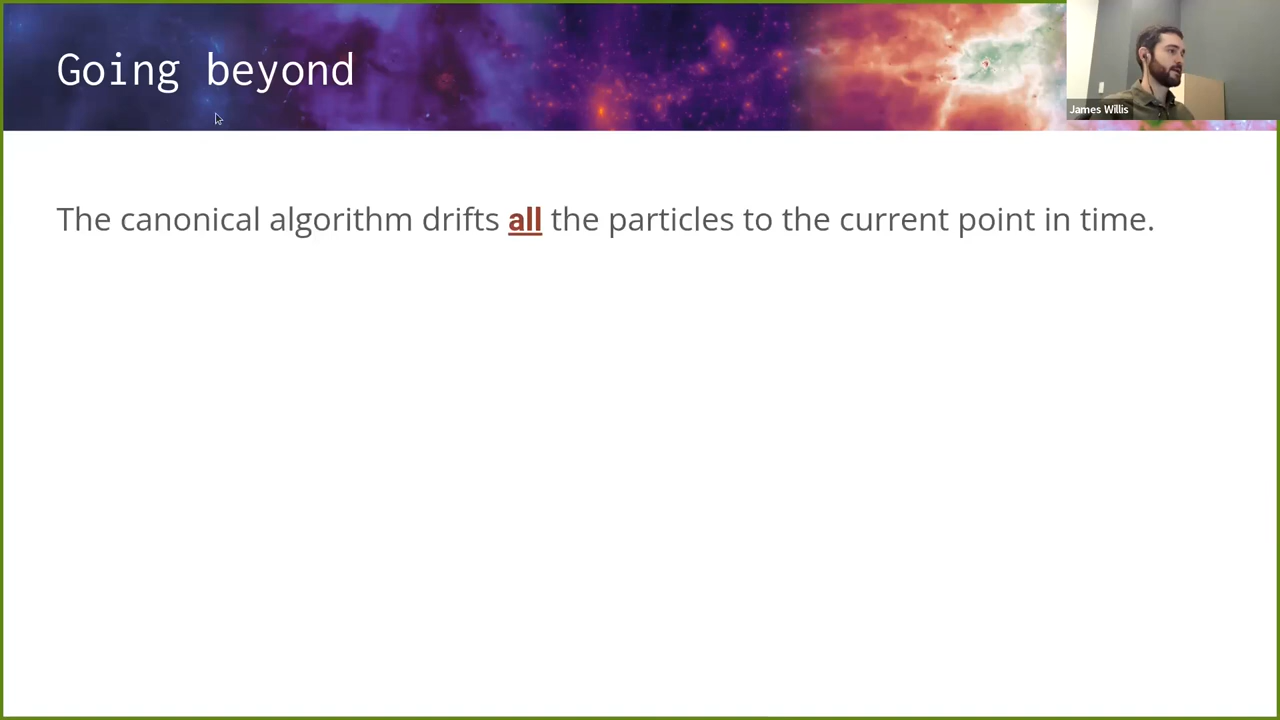 Going beyond
James Willis
The canonical algorithm drifts all the particles to the current point in time.